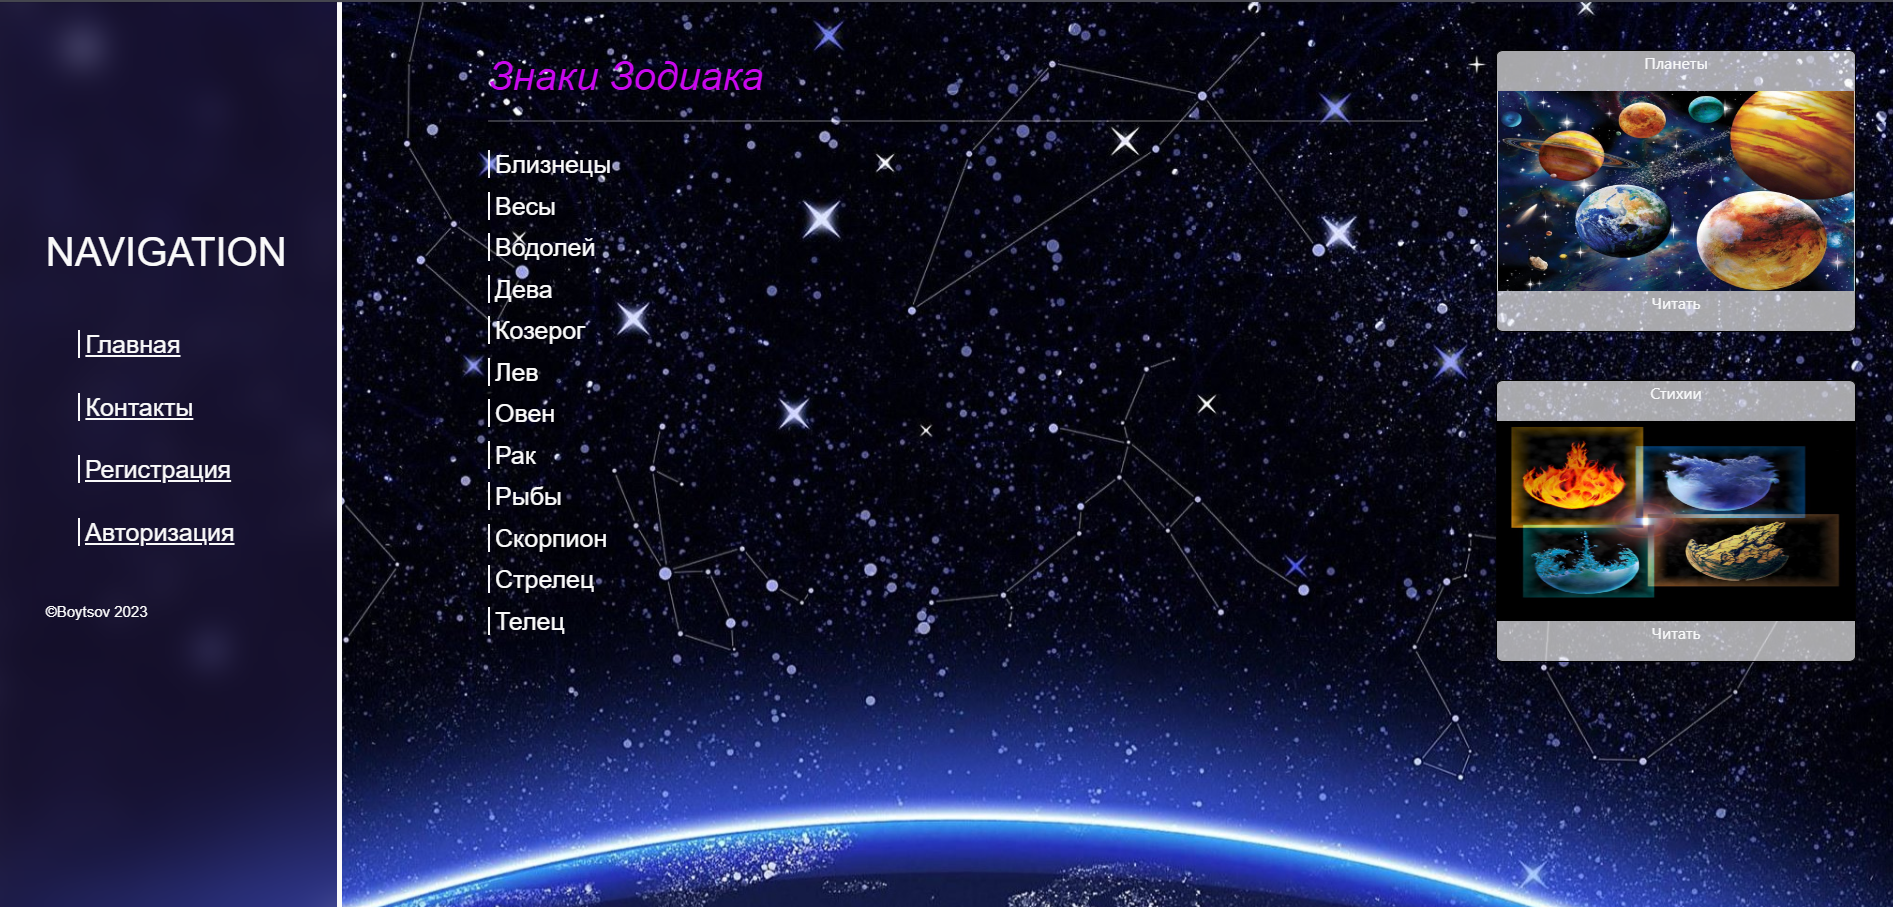 NAVIGATION
Главная
Контакты
Регистрация
Авторизация
©Boytsov 2023
Знаки Зодиака
Близнецы
Весы
Водолей
Дева
Козерог
Лев
Овен
Рак
Рыбы
Скорпион
Стрелец
Телец
Планеты
Читать
Стихии
Читать